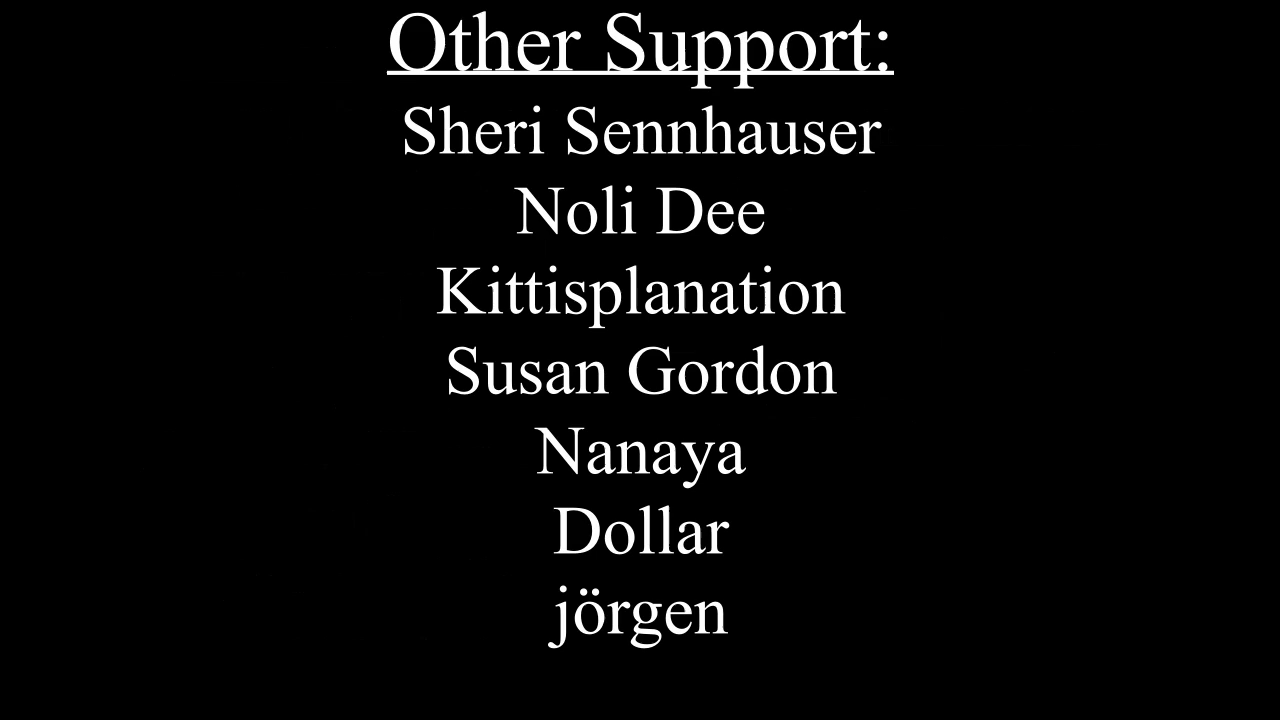 Other Support:
Sheri Sennhauser
Noli Dee
Kittisplanation
Susan Gordon
Nanaya
Dollar
jörgen